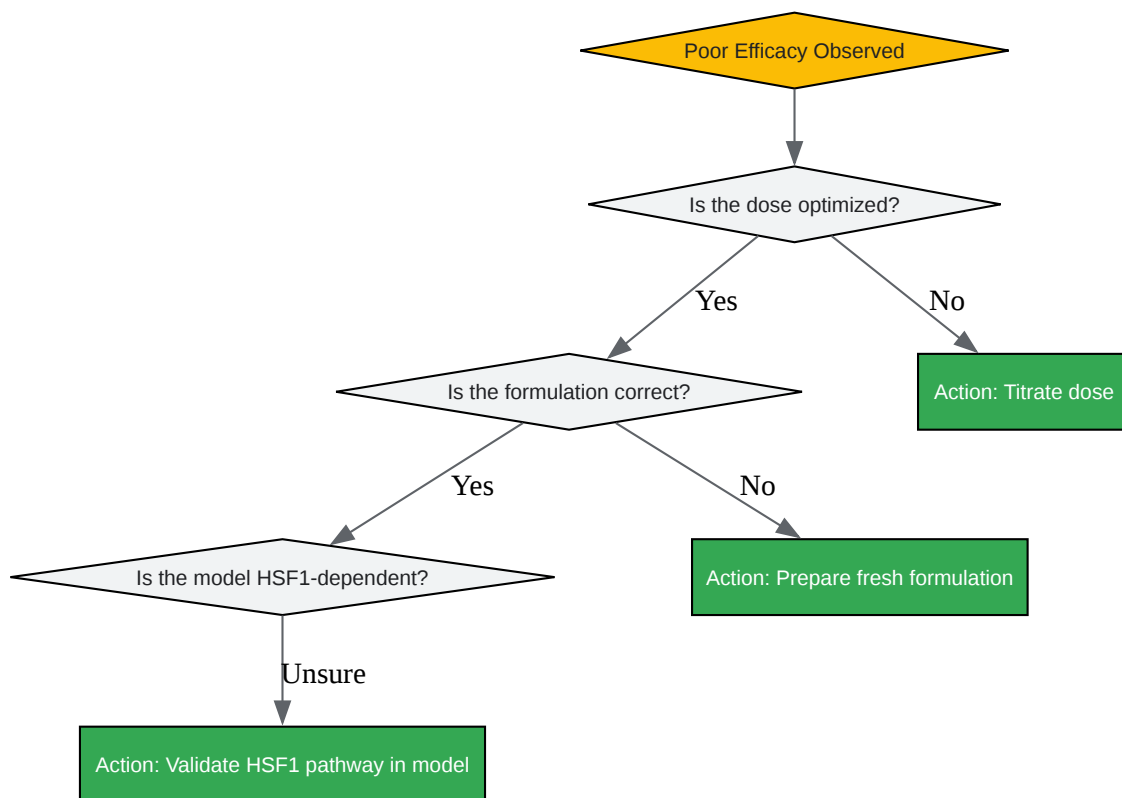 Poor Efficacy Observed
Is the dose optimized?
Yes
No
Is the formulation correct?
Action: Titrate dose
Yes
No
Is the model HSF1-dependent?
Action: Prepare fresh formulation
Unsure
Action: Validate HSF1 pathway in model